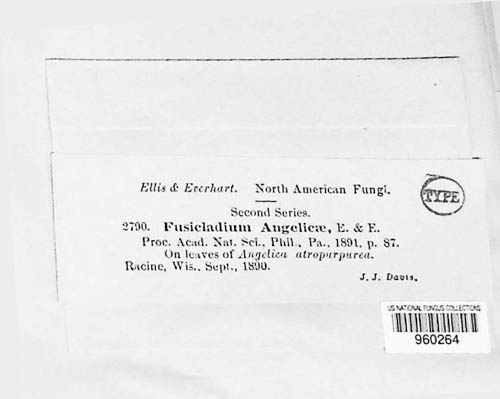 Ellis & Everhart. North American Fungi.
TYPE
Second Series.
2790. Fusicladium Angelicæ, E. & E.
Proc. Acad. Nat. Sci., Phil., Pa., 1891, p. 87.
On leaves of Angelica atropurpurea.
Racine, Wis., Sept., 1890.
J. J. Davis.
US NATIONAL FUNGUS COLLECTIONS
960264